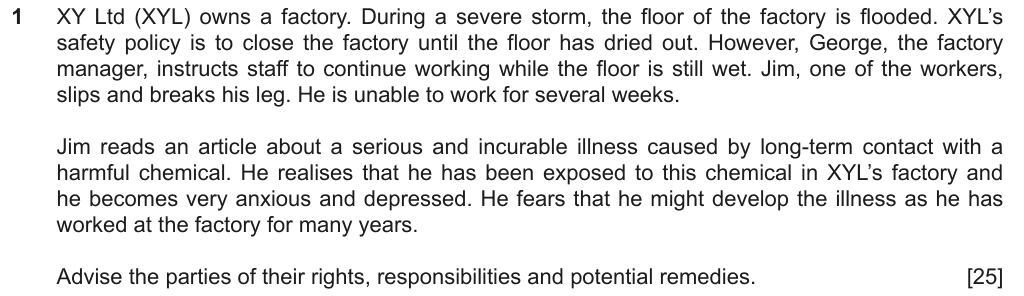 1 XY Ltd (XYL) owns a factory. During a severe storm, the floor of the factory is flooded. XYL’s
safety policy is to close the factory until the floor has dried out. However, George, the factory
manager, instructs staff to continue working while the floor is still wet. Jim, one of the workers,
slips and breaks his leg. He is unable to work for several weeks.
Jim reads an article about a serious and incurable illness caused by long-term contact with a
harmful chemical. He realises that he has been exposed to this chemical in XYL’s factory and
he becomes very anxious and depressed. He fears that he might develop the illness as he has
worked at the factory for many years.
Advise the parties of their rights, responsibilities and potential remedies. [25]